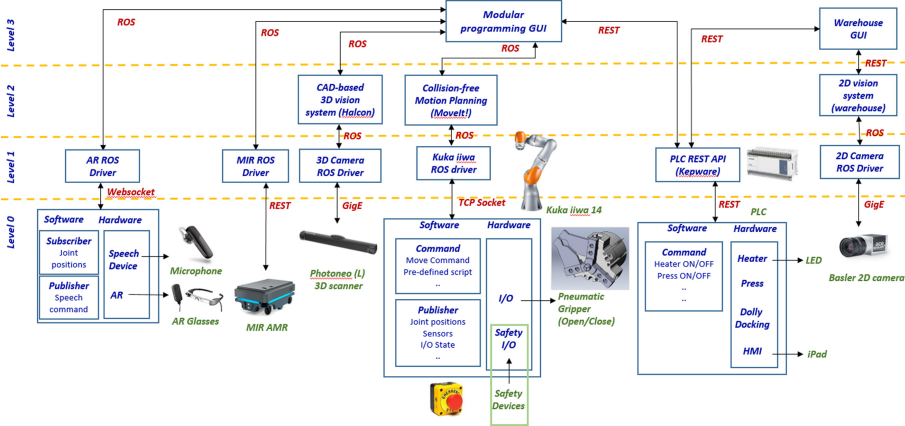 Level 3
Level 2
Level 1
Level 0
Modular
programming GUI
Warehouse
GUI
ROS
ROS
ROS
ROS
REST
REST
REST
CAD-based
3D vision
system (Halcon)
Collision-free
Motion Planning
(MoveIt!)
2D vision
system
(warehouse)
ROS
ROS
ROS
AR ROS
Driver
MIR ROS
Driver
3D Camera
ROS Driver
Kuka iiwa
ROS driver
PLC REST API
(Kepware)
2D Camera
ROS Driver
Websocket
REST
GigE
TCP Socket
REST
GigE
Kuka iiwa 14
PLC
Software
Hardware
Subscriber
Joint
positions
Publisher
Speech
command
Speech
Device
AR
Microphone
AR Glasses
MIR AMR
Photoneo (L)
3D scanner
Software
Hardware
Command
Move Command
Pre-defined script
..
Publisher
Joint positions
Sensors
I/O State
..
I/O
Safety
I/O
Safety
Devices
Pneumatic
Gripper
(Open/Close)
Software
Hardware
Command
Heater ON/OFF
Press ON/OFF
..
..
Heater
Press
Dolly
Docking
HMI
LED
iPad
Basler 2D camera